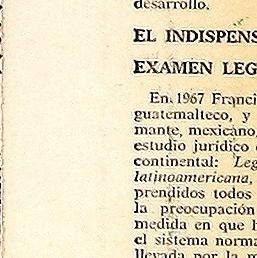 desarrollo.
EL INDISPENS
EXAMEN LEG
En 1967 Franci
guatemalteco, y
mante, mexicano,
estudio jurídico
continental: Leg
latinoamericana,
prendidos todos
la preocupación
medida en que h
el sistema norma
llevada por la m